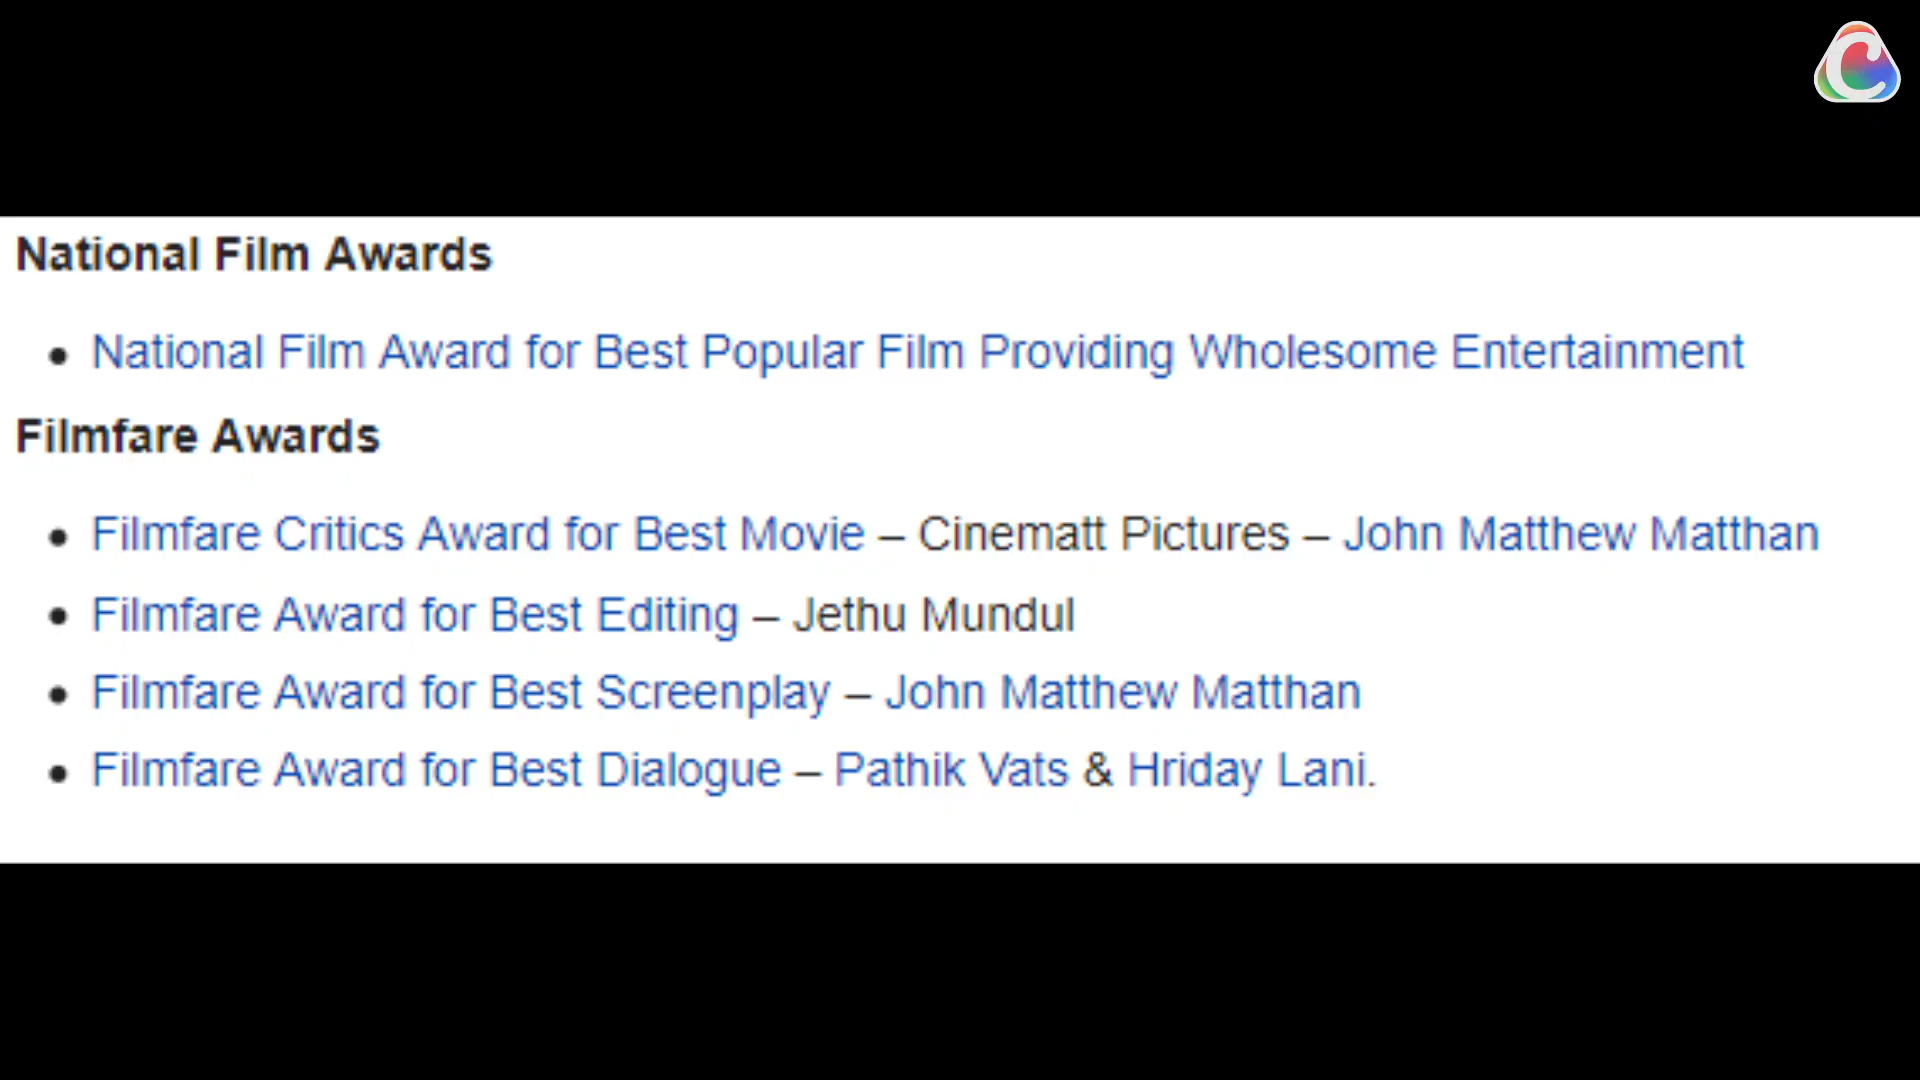 National Film Awards
• National Film Award for Best Popular Film Providing Wholesome Entertainment
Filmfare Awards
• Filmfare Critics Award for Best Movie – Cinematt Pictures – John Matthew Matthan
• Filmfare Award for Best Editing – Jethu Mundul
• Filmfare Award for Best Screenplay – John Matthew Matthan
• Filmfare Award for Best Dialogue – Pathik Vats & Hriday Lani.
C